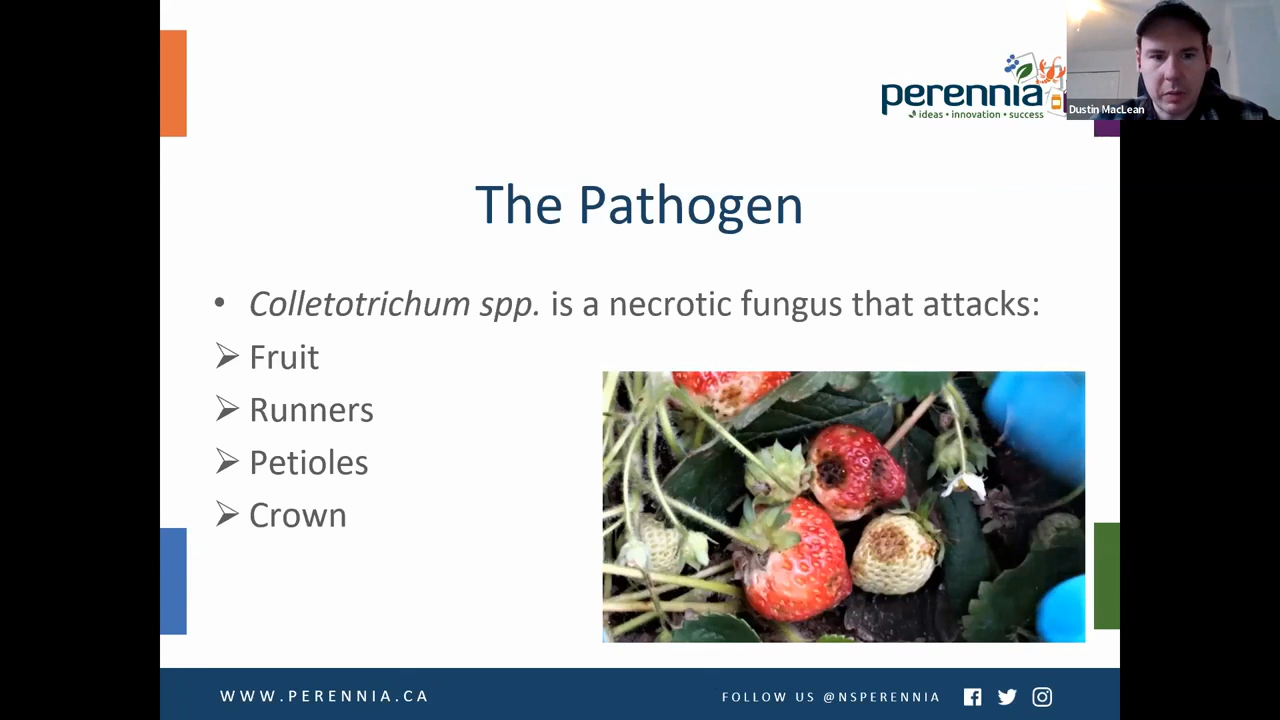 perennia
ideas • innovation • success
Dustin MacLean
The Pathogen
• Colletotrichum spp. is a necrotic fungus that attacks:
➢ Fruit
➢ Runners
➢ Petioles
➢ Crown
WWW.PERENNIA.CA
FOLLOW US @NSPERENNIA